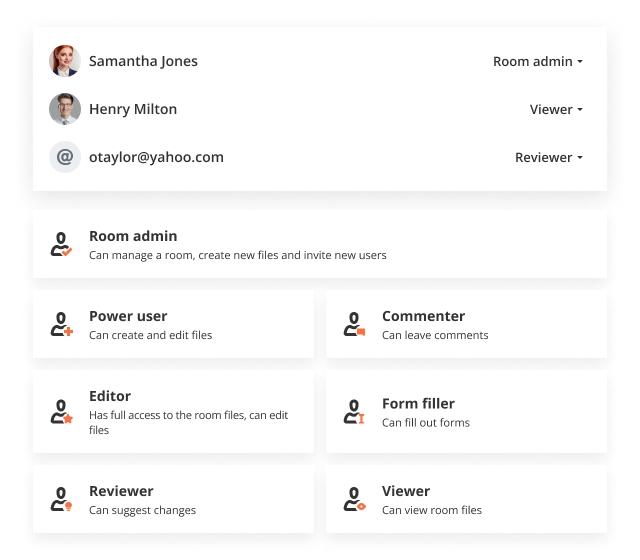 Samantha Jones Room admin
Henry Milton Viewer
@ otaylor@yahoo.com Reviewer
Room admin
Can manage a room, create new files and invite new users
Power user
Can create and edit files
Commenter
Can leave comments
Editor
Has full access to the room files, can edit
files
Form filler
Can fill out forms
Reviewer
Can suggest changes
Viewer
Can view room files